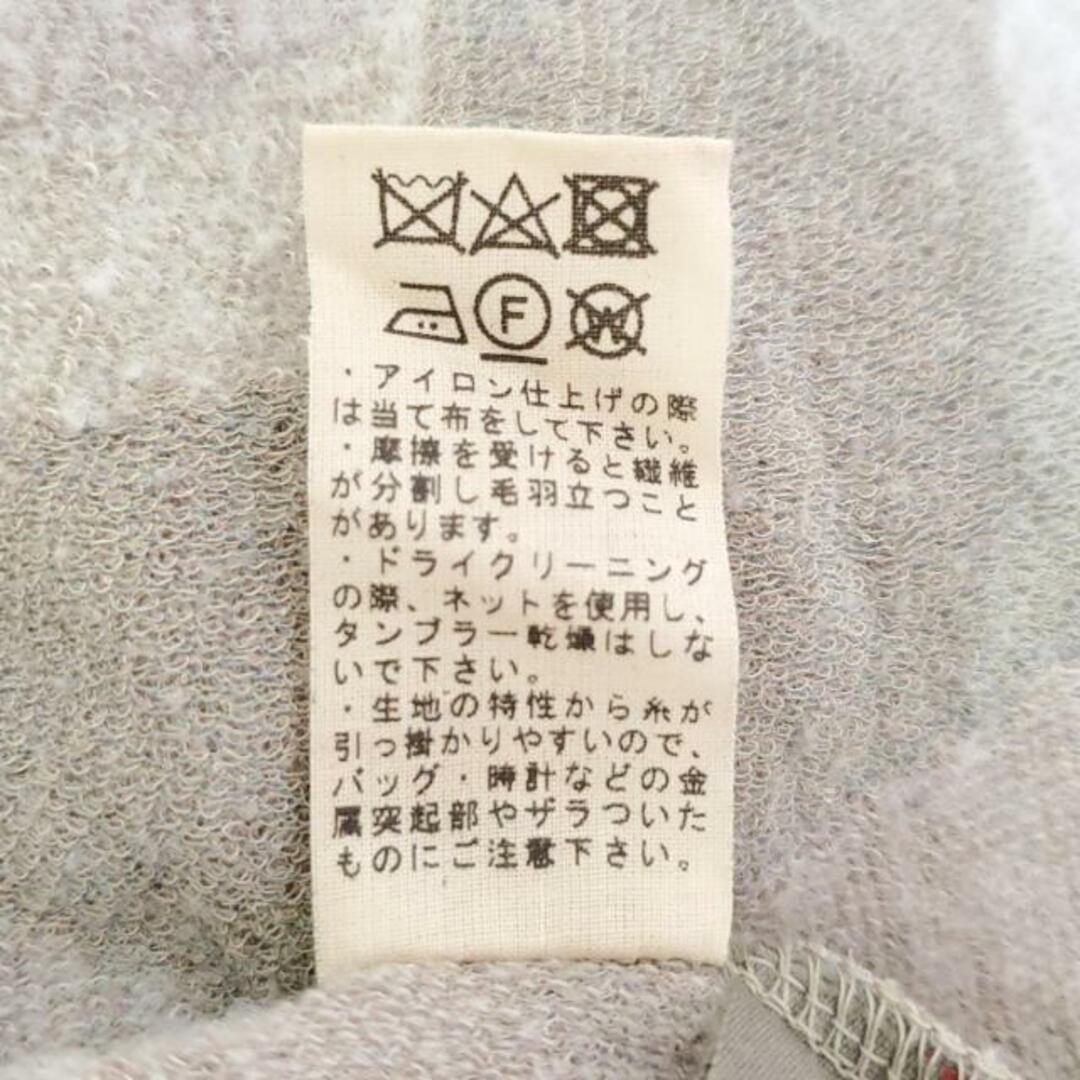 F W
・アイロン仕上げの際
は当て布をして下さい。
・摩擦を受けると繊維
が分割し毛羽立つこと
があります。
・ドライクリーニング
の際、ネットを使用し、
タンブラー乾燥はしな
いで下さい。
・生地の特性から糸が
引っ掛かりやすいので、
バッグ・時計などの金
属突起部やザラついた
ものにご注意下さい。